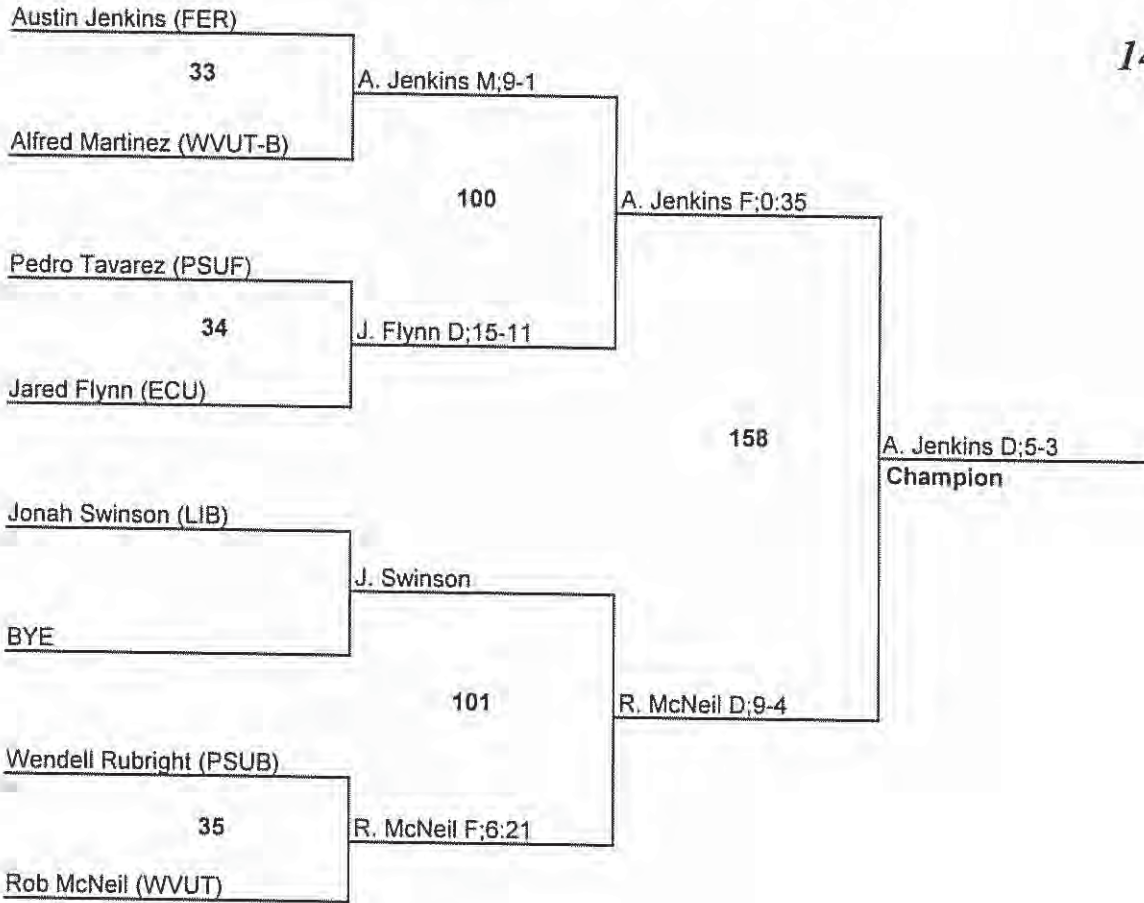 Austin Jenkins (FER)
14
33
A. Jenkins M;9-1
Alfred Martinez (WVUT-B)
100
A. Jenkins F;0:35
Pedro Tavarez (PSUF)
34
J. Flynn D;15-11
Jared Flynn (ECU)
158
A. Jenkins D;5-3
Champion
Jonah Swinson (LIB)
J. Swinson
BYE
101
R. McNeil D;9-4
Wendell Rubright (PSUB)
35
R. McNeil F;6:21
Rob McNeil (WVUT)